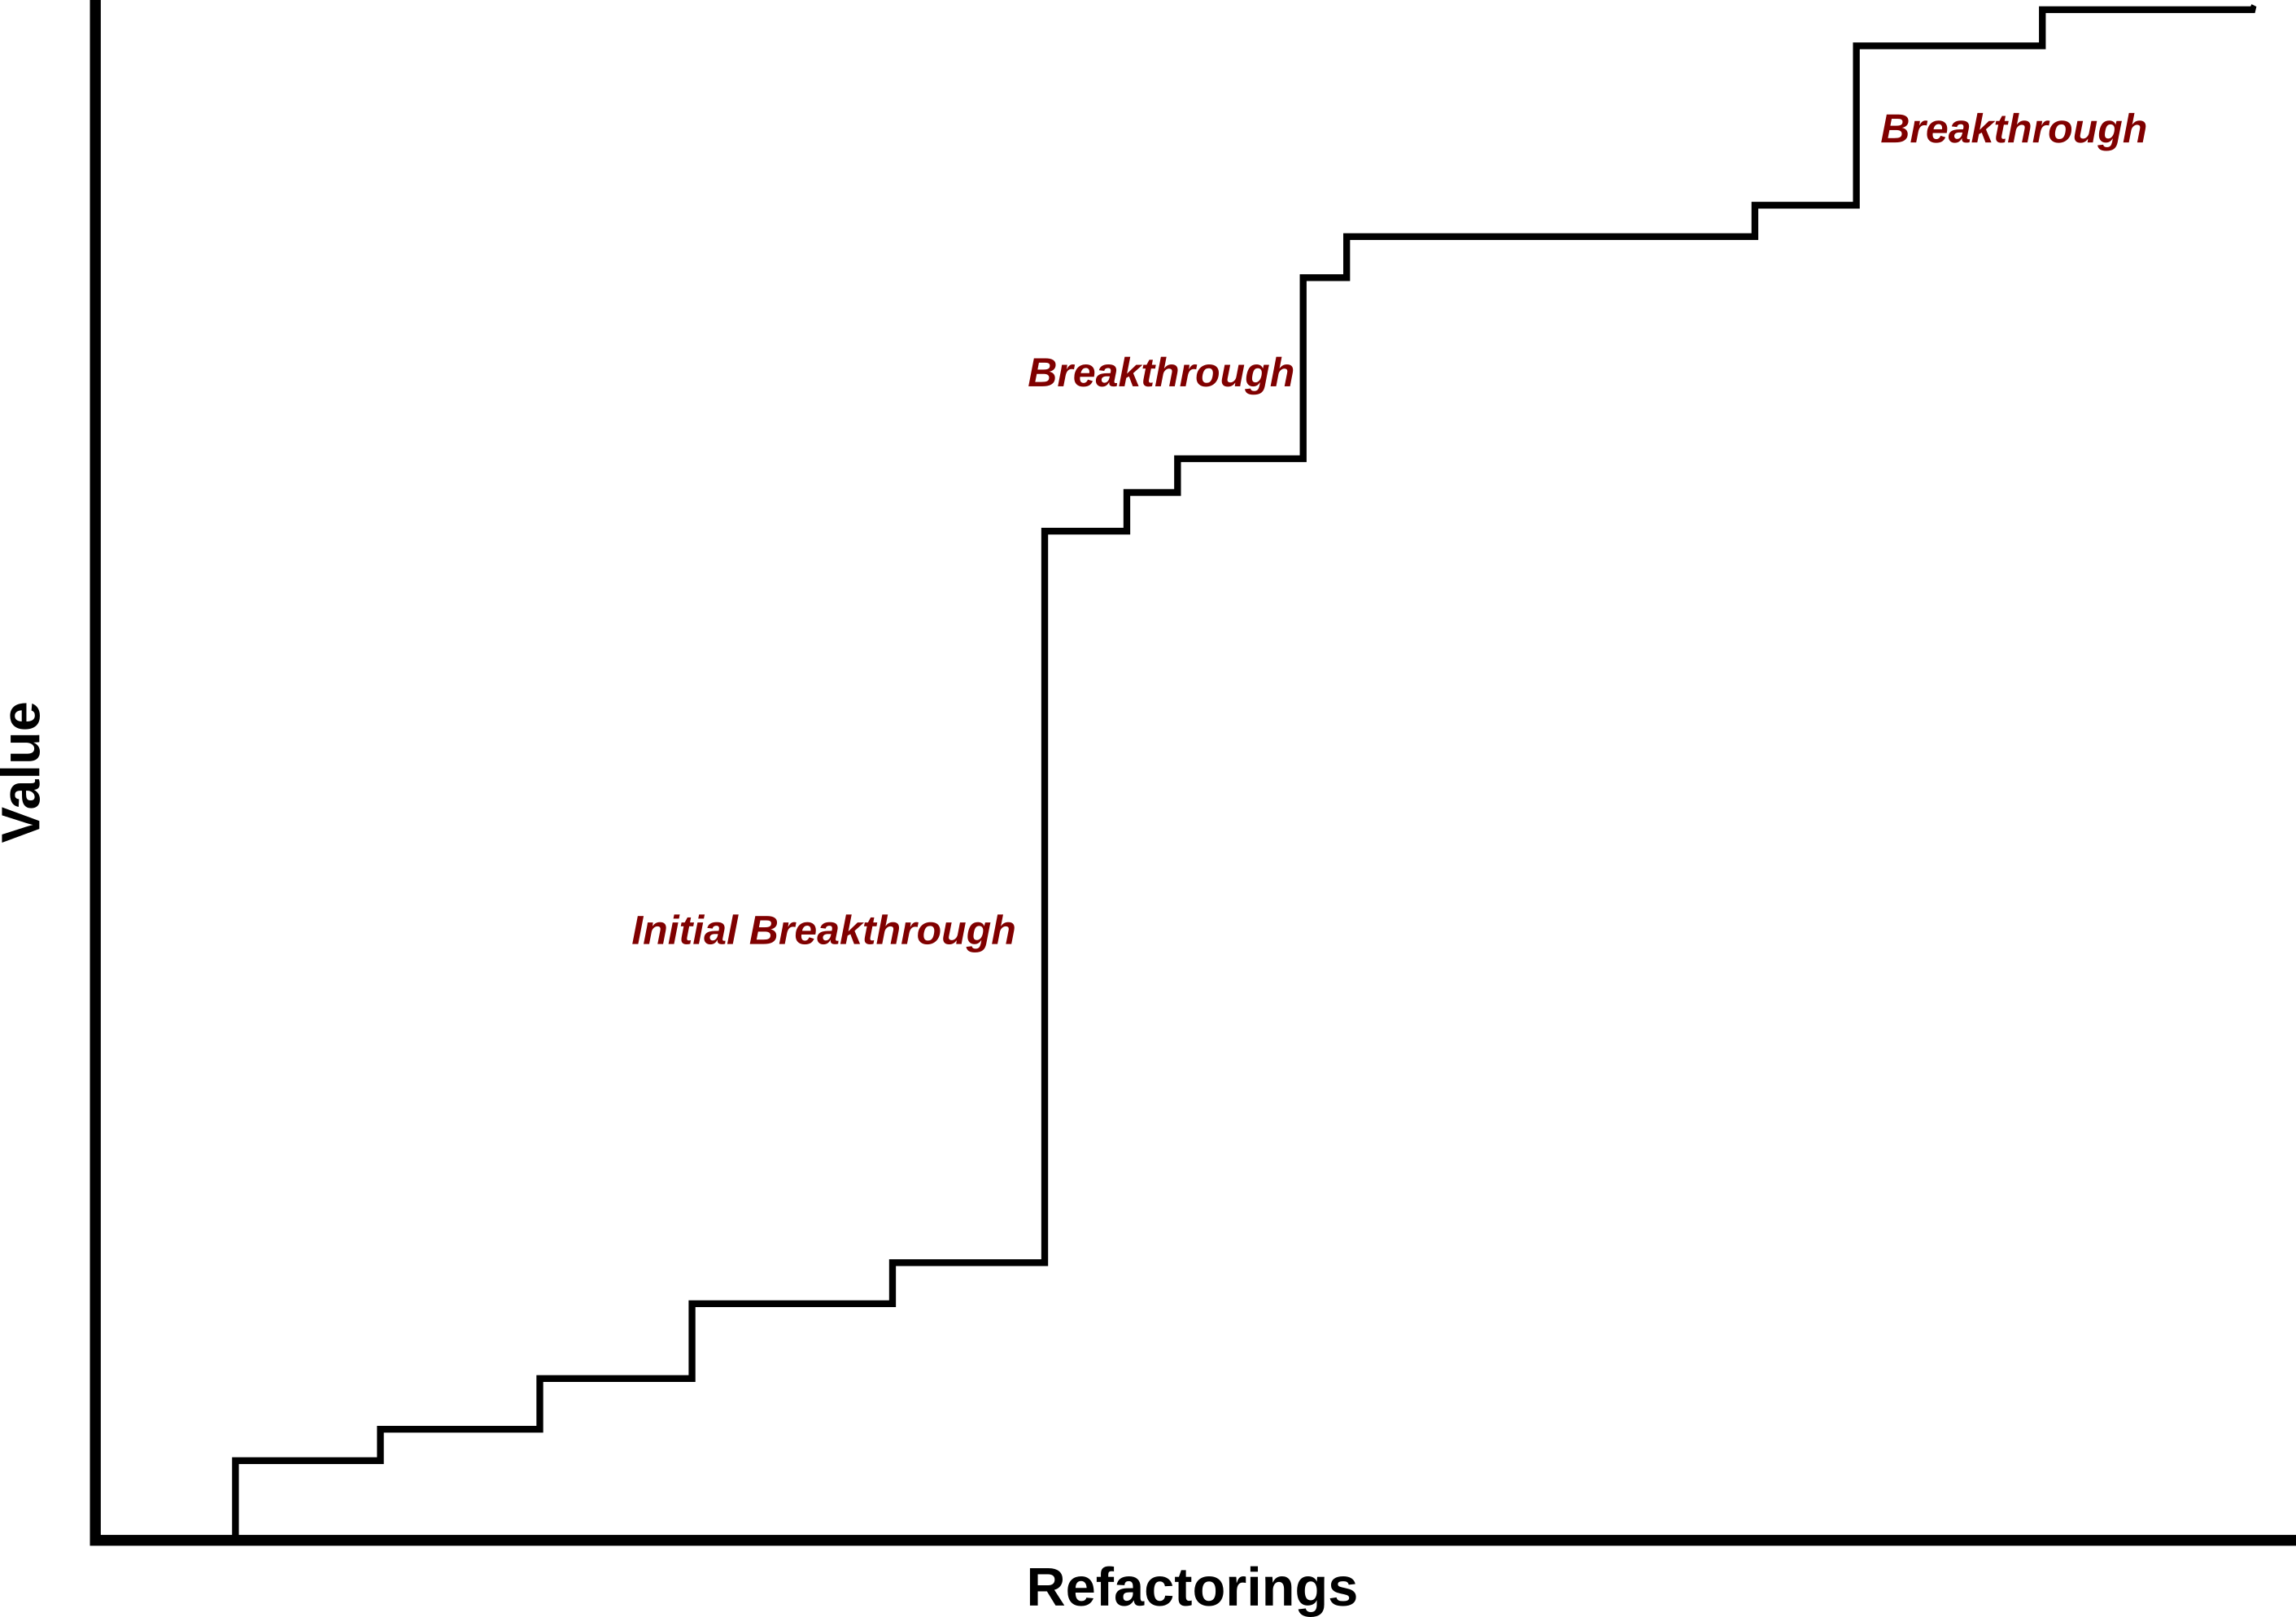 Breakthrough
Breakthrough
Value
Initial Breakthrough
Refactorings